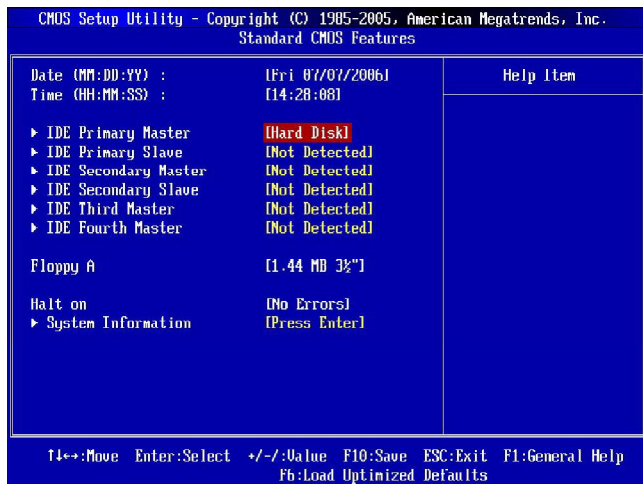 CMOS Setup Utility - Copyright (C) 1985-2005, American Megatrends, Inc.
Standard CMOS Features
Date (MM:DD:YY) : [Fri 07/07/2006]
Help Item
Time (HH:MM:SS) : [14:28:08]
▶ IDE Primary Master [Hard Disk]
▶ IDE Primary Slave [Not Detected]
▶ IDE Secondary Master [Not Detected]
▶ IDE Secondary Slave [Not Detected]
▶ IDE Third Master [Not Detected]
▶ IDE Fourth Master [Not Detected]
Floppy A [1.44 MB 3½"]
Halt on [No Errors]
▶ System Information [Press Enter]
↑↓←→:Move Enter:Select +/-/:Value F10:Save ESC:Exit F1:General Help
F6:Load Optimized Defaults